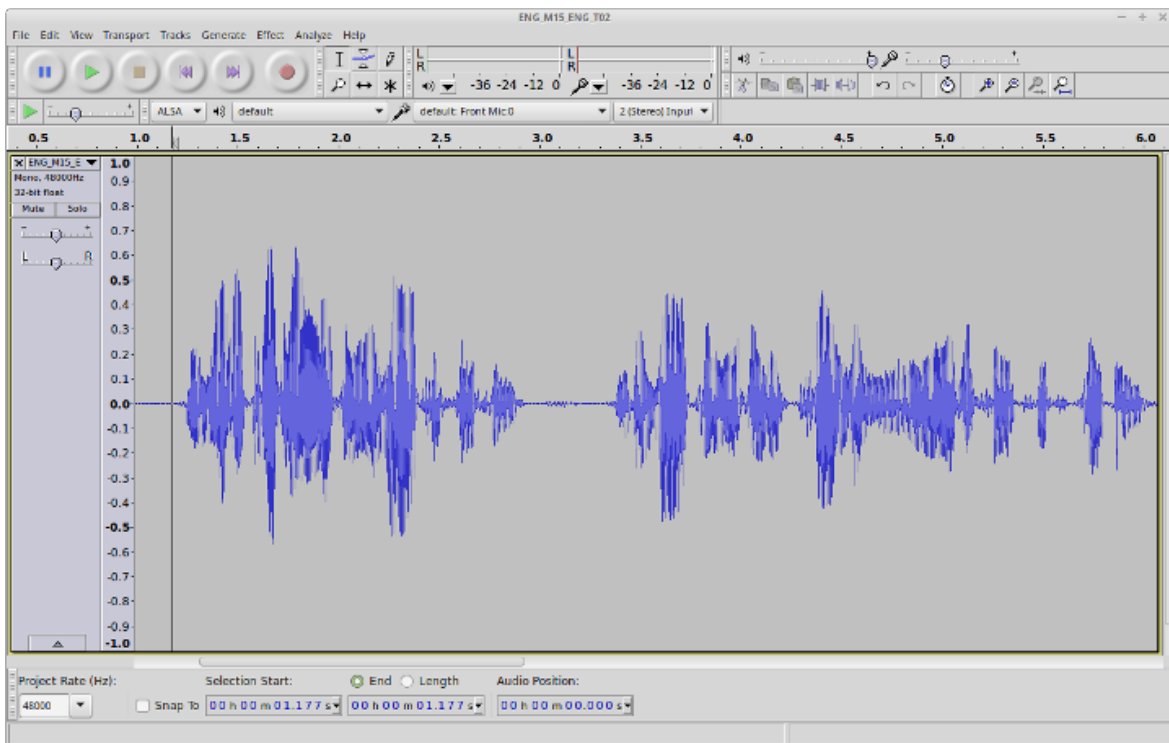 ENG_M15_ENG_T02
File Edit View Transport Tracks Generate Effect Analyze Help
L
R
L
R
-36 -24 -12 0
-36 -24 -12 0
ALSA default default: Front Mic:0 2 (Stereo) Input
0.5 1.0 1.5 2.0 2.5 3.0 3.5 4.0 4.5 5.0 5.5 6.0
ENG_M15_E
Mono, 48000Hz
32-bit float
Mute Solo
- +
L R
1.0
0.9
0.8
0.7
0.6
0.5
0.4
0.3
0.2
0.1
0.0
-0.1
-0.2
-0.3
-0.4
-0.5
-0.6
-0.7
-0.8
-0.9
-1.0
Project Rate (Hz): Selection Start: End Length Audio Position:
48000 Snap To 00 h 00 m 01.177 s 00 h 00 m 01.177 s 00 h 00 m 00.000 s